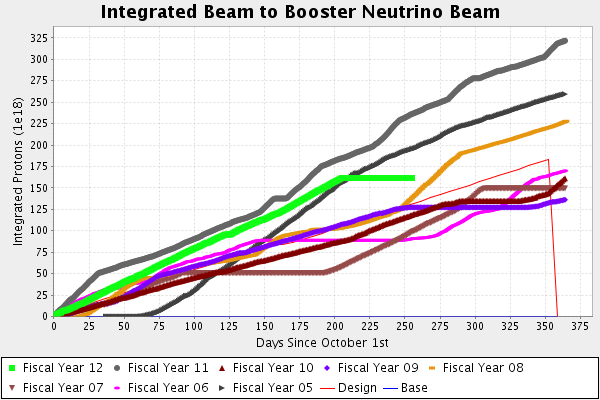 Integrated Beam to Booster Neutrino Beam
Integrated Protons (1e18)
325
300
275
250
225
200
175
150
125
100
75
50
25
0
0 25 50 75 100 125 150 175 200 225 250 275 300 325 350 375
Days Since October 1st
Fiscal Year 12 Fiscal Year 11 Fiscal Year 10 Fiscal Year 09 Fiscal Year 08
Fiscal Year 07 Fiscal Year 06 Fiscal Year 05 Design Base